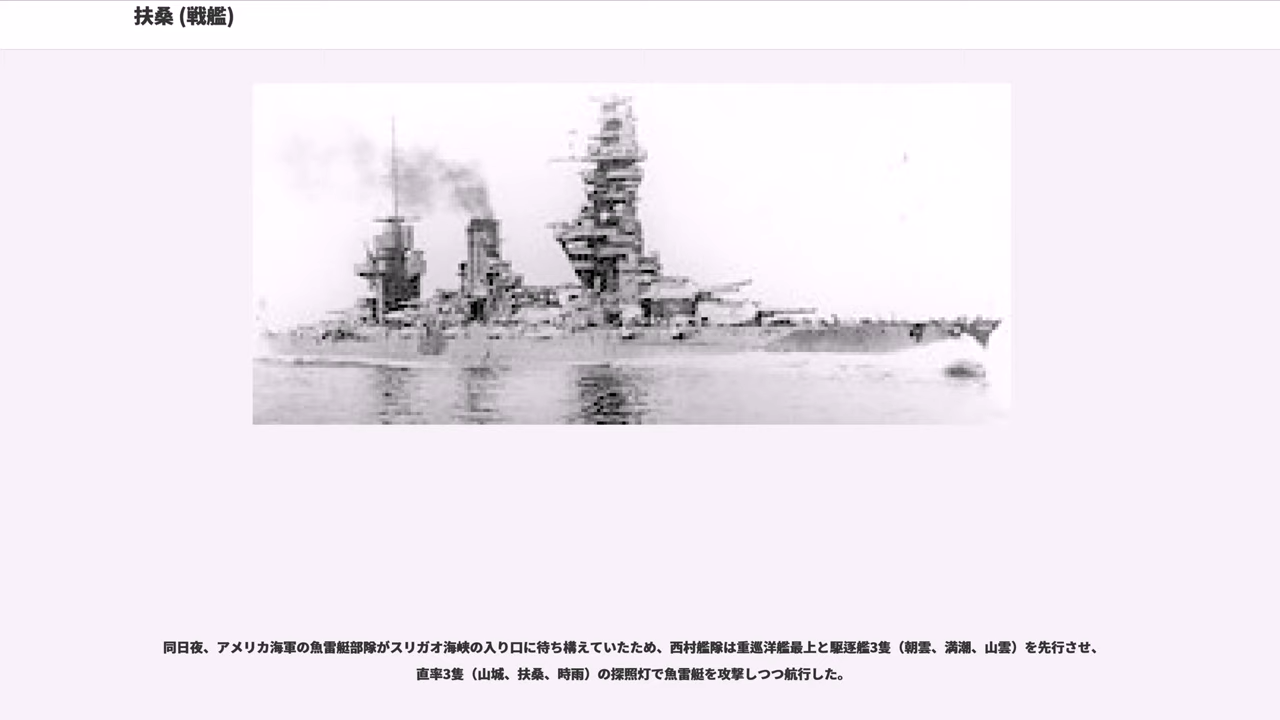 扶桑 (戦艦)
同日夜、アメリカ海軍の魚雷艇部隊がスリガオ海峡の入り口に待ち構えていたため、西村艦隊は重巡洋艦最上と駆逐艦3隻（朝雲、満潮、山雲）を先行させ、
直率3隻（山城、扶桑、時雨）の探照灯で魚雷艇を攻撃しつつ航行した。